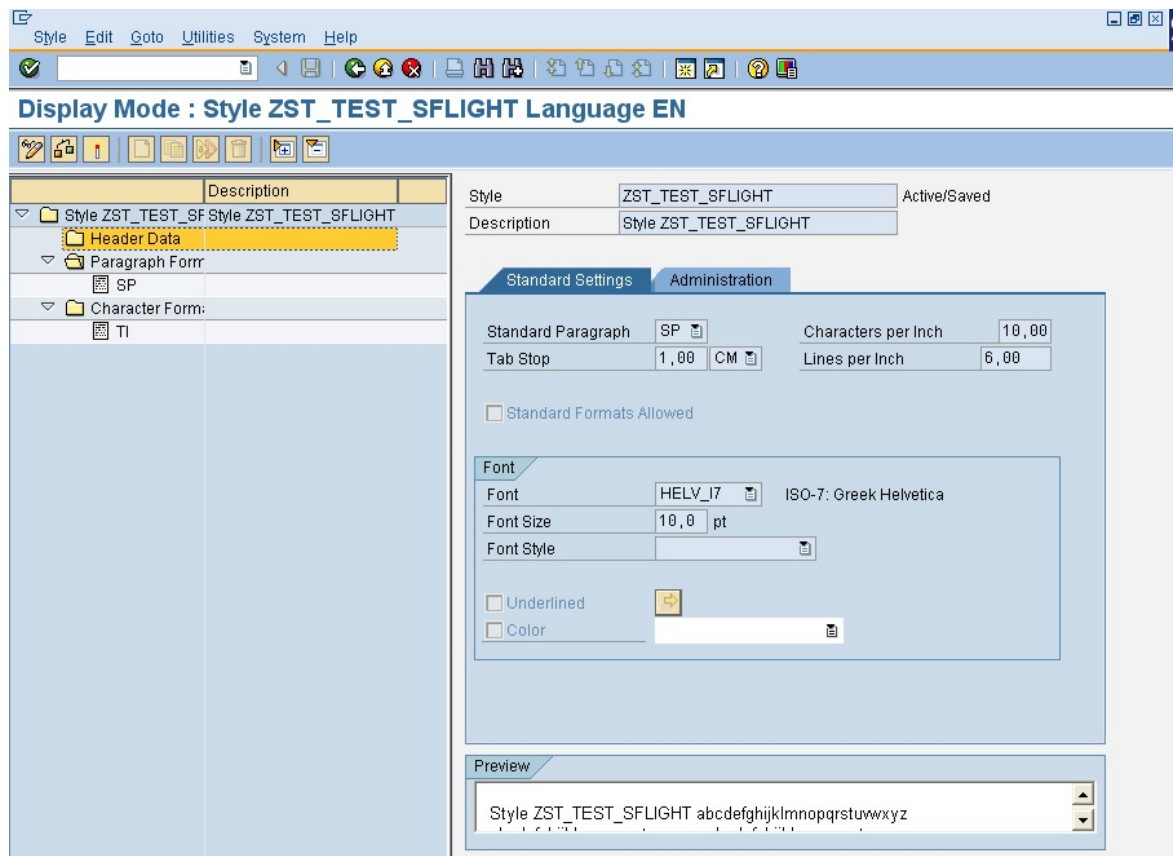 Style Edit Goto Utilities System Help
Display Mode : Style ZST_TEST_SFLIGHT Language EN
Description
Style ZST_TEST_SF Style ZST_TEST_SFLIGHT
Header Data
Paragraph Form
SP
Character Form
TI
Style ZST_TEST_SFLIGHT Active/Saved
Description Style ZST_TEST_SFLIGHT
Standard Settings Administration
Standard Paragraph SP Characters per Inch 10,00
Tab Stop 1,00 CM Lines per Inch 6,00
Standard Formats Allowed
Font
Font HELV_I7 ISO-7: Greek Helvetica
Font Size 10,0 pt
Font Style
Underlined
Color
Preview
Style ZST_TEST_SFLIGHT abcdefghijklmnopqrstuvwxyz